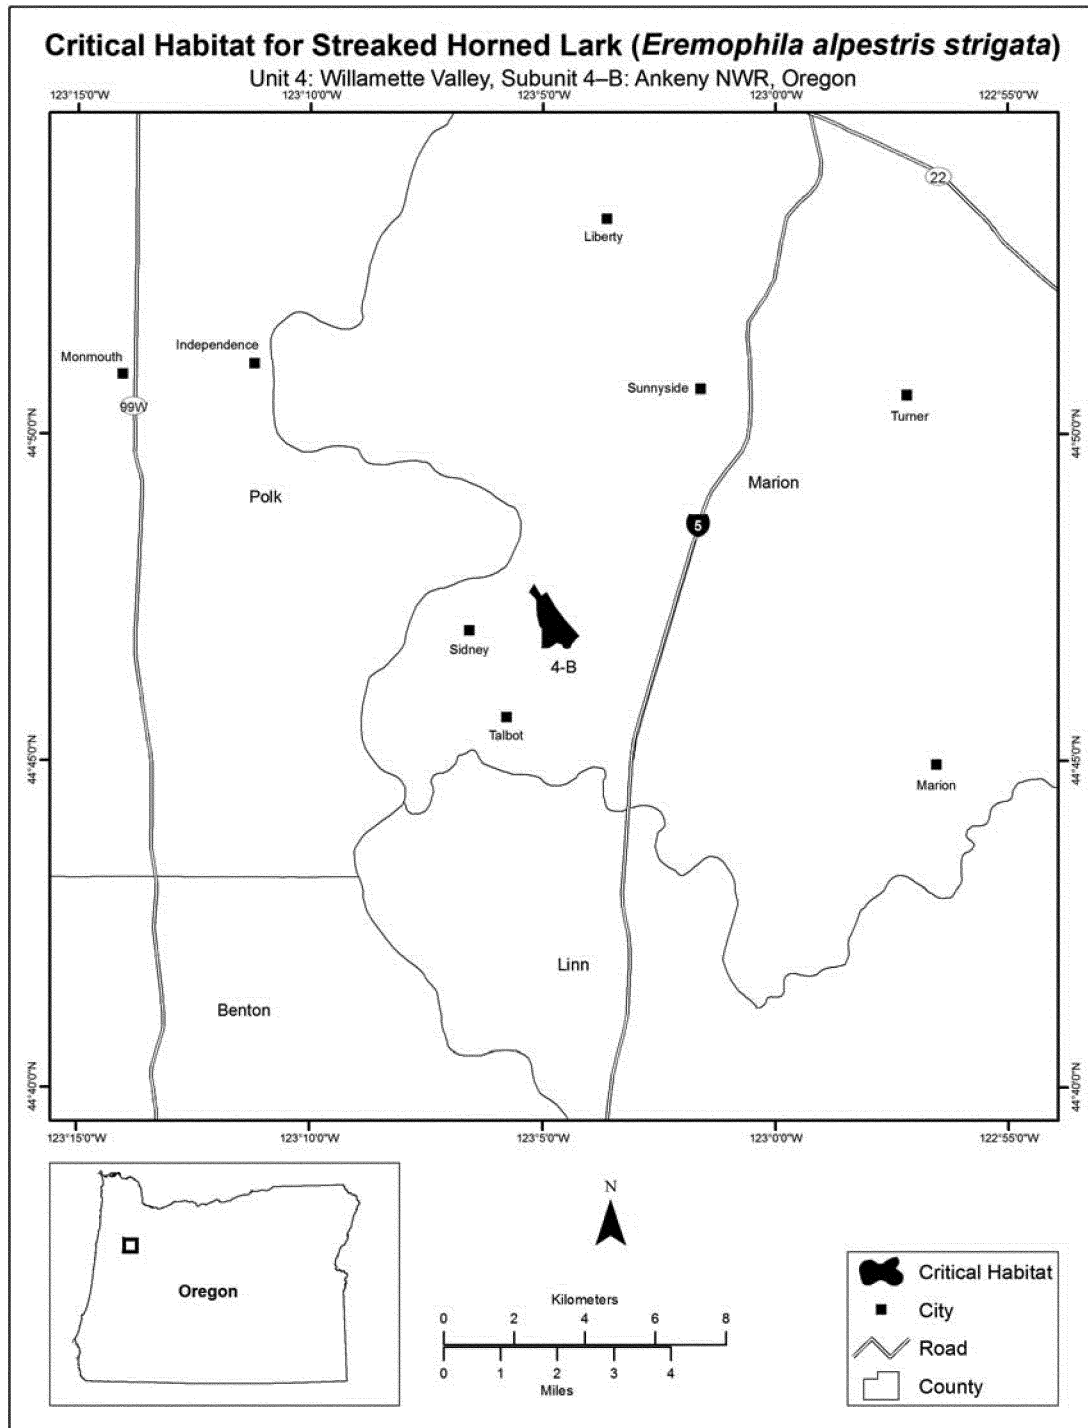 Critical Habitat for Streaked Horned Lark (Eremophila alpestris strigata)
Unit 4: Willamette Valley, Subunit 4–B: Ankeny NWR, Oregon
123°15'0"W 123°10'0"W 123°5'0"W 123°0'0"W 122°55'0"W
22
Liberty
Independence
Monmouth
Sunnyside
99W
Turner
44°50'0"N 44°50'0"N
Marion
Polk
5
Sidney
4-B
Talbot
44°45'0"N 44°45'0"N
Marion
Linn
Benton
44°40'0"N 44°40'0"N
123°15'0"W 123°10'0"W 123°5'0"W 123°0'0"W 122°55'0"W
Oregon
N
Kilometers
0 2 4 6 8
0 1 2 3 4
Miles
Critical Habitat
City
Road
County